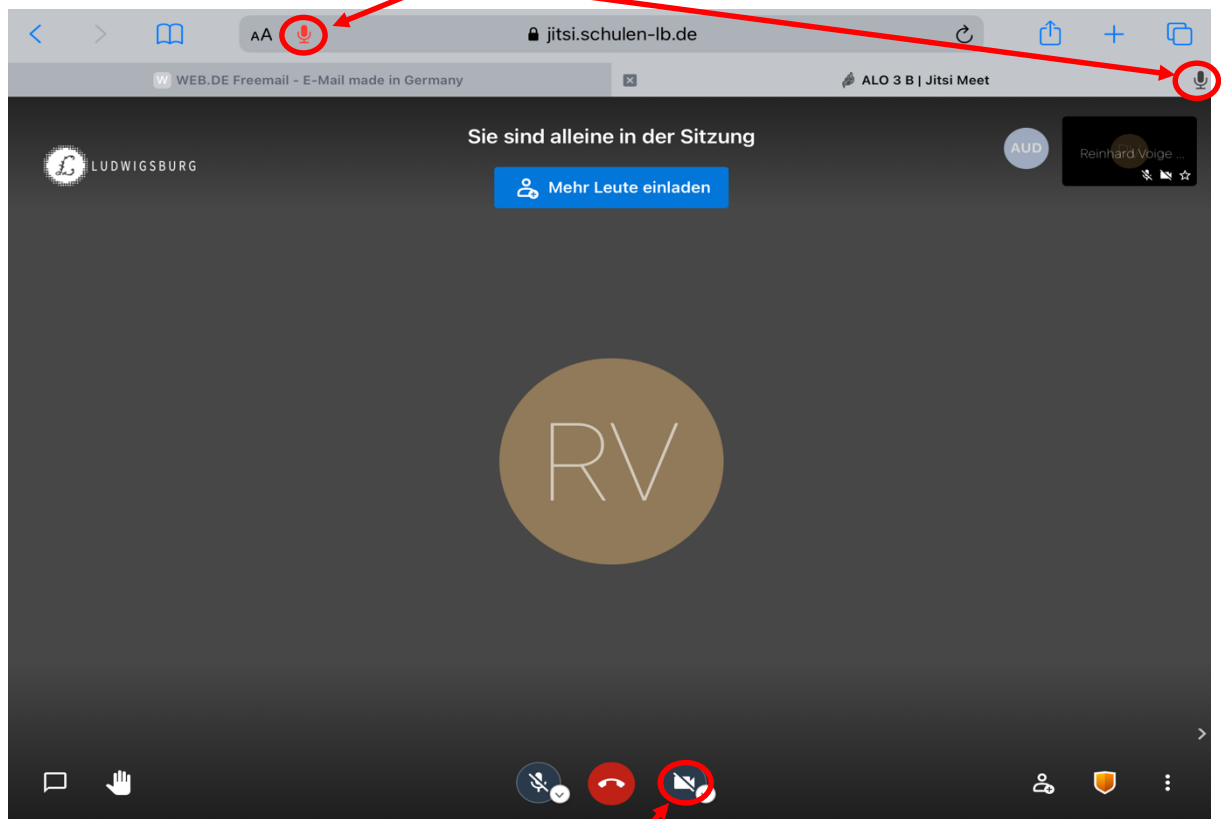 AA jitsi.schulen-lb.de
W WEB.DE Freemail - E-Mail made in Germany
ALO 3 B | Jitsi Meet
Sie sind alleine in der Sitzung
LUDWIGSBURG
Mehr Leute einladen
AUD
Reinhard Voige ...
RV